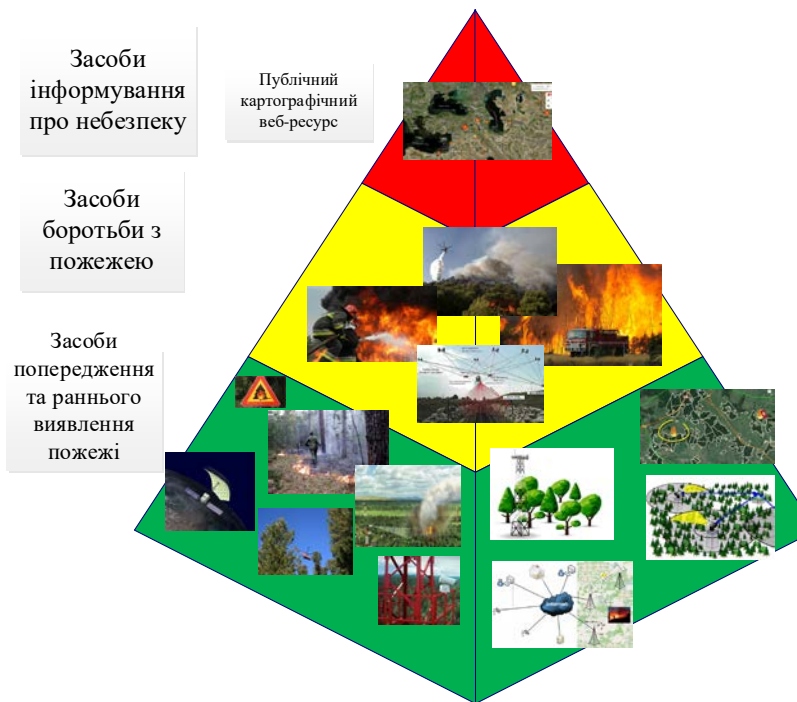 Засоби
інформування
про небезпеку
Публічний
картографічний
веб-ресурс
Засоби
боротьби з
пожежею
Засоби
попередження
та раннього
виявлення
пожежі